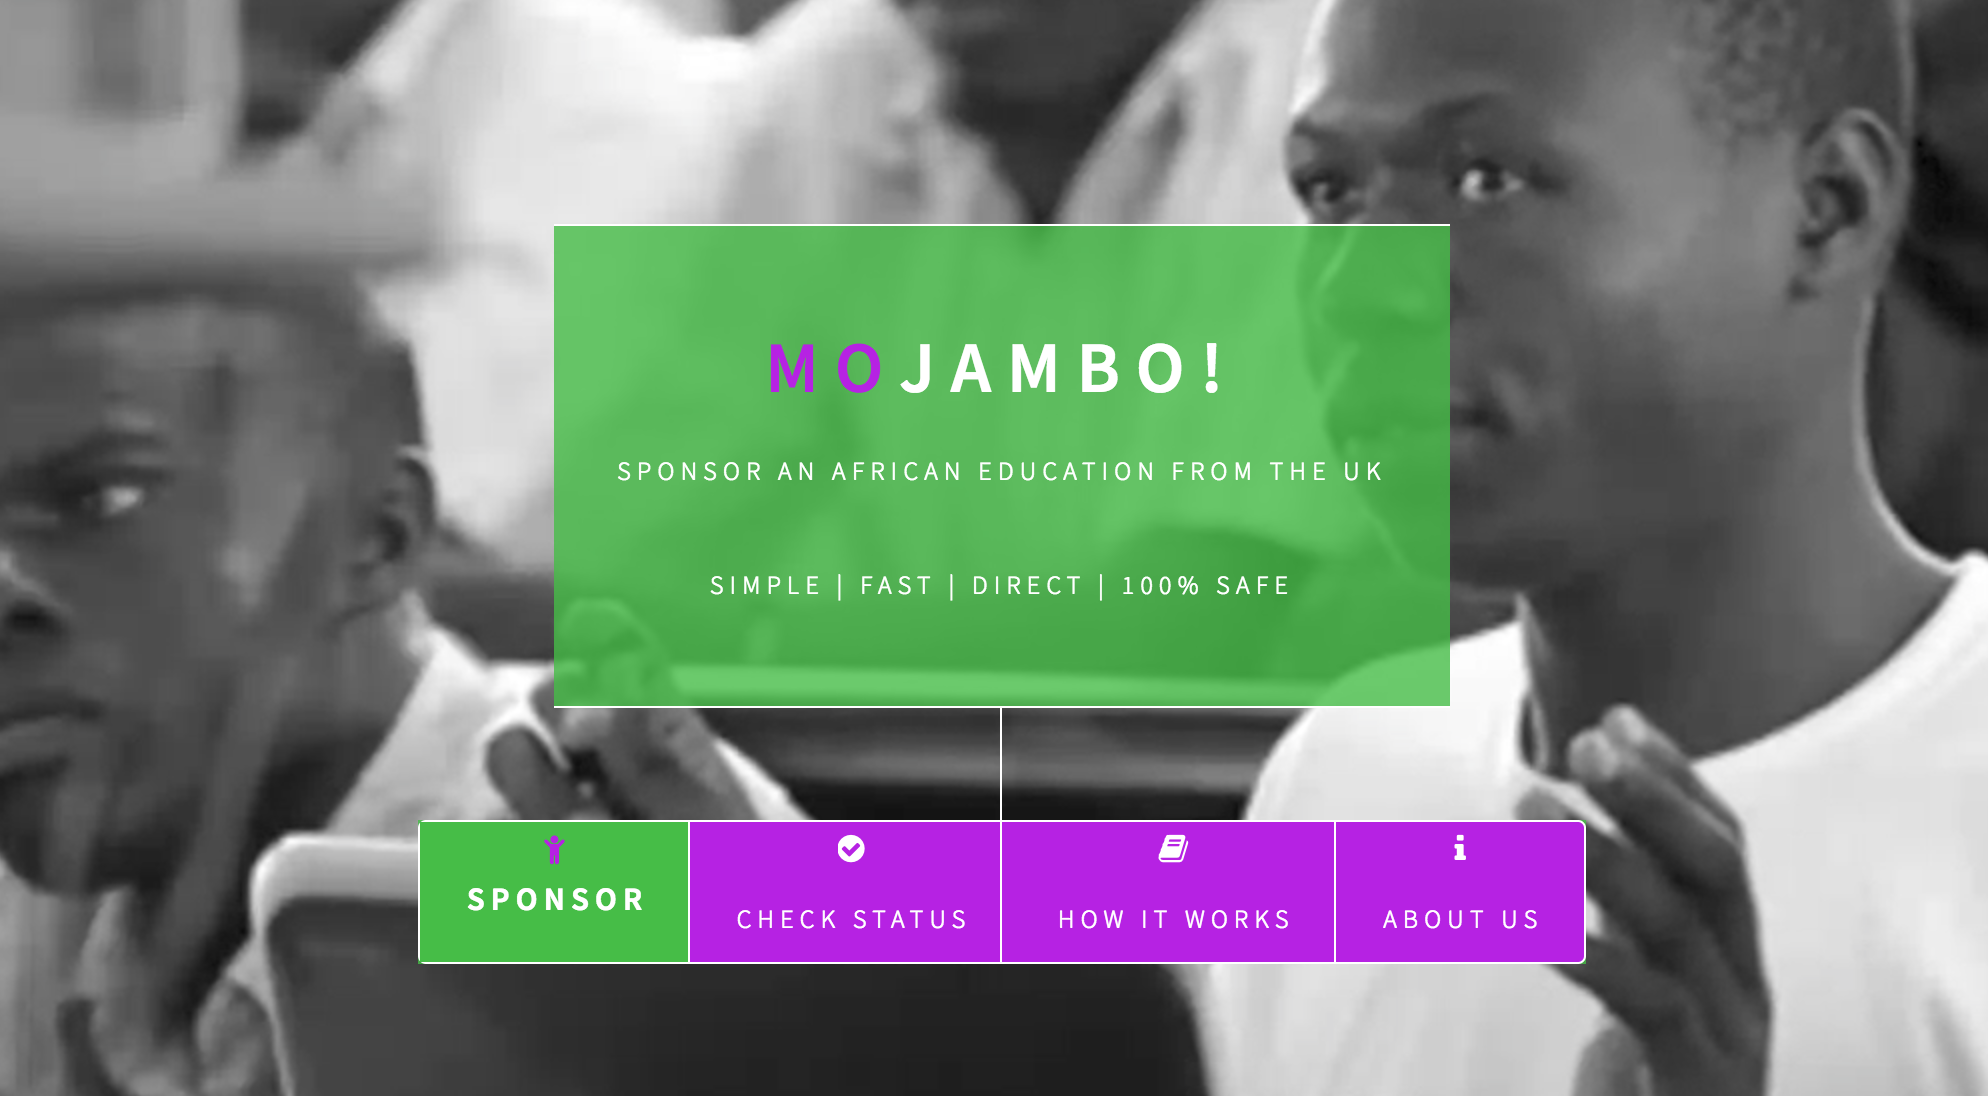 MOJAMBO!
SPONSOR AN AFRICAN EDUCATION FROM THE UK
SIMPLE | FAST | DIRECT | 100% SAFE
SPONSOR
CHECK STATUS
HOW IT WORKS
ABOUT US